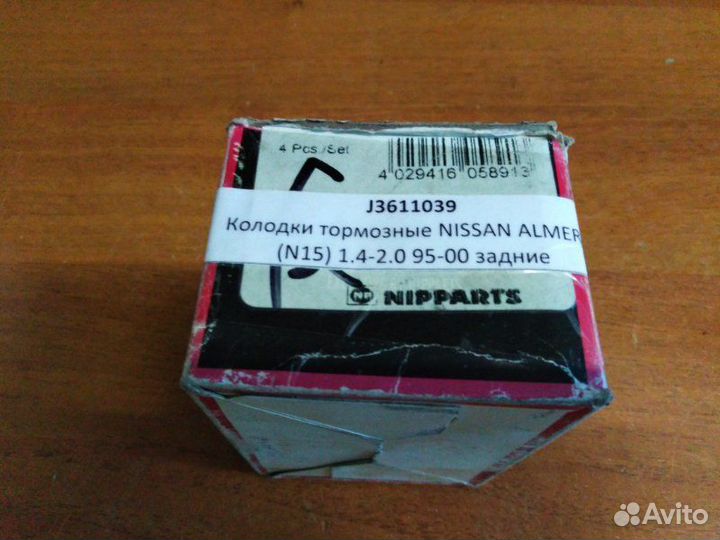 4 Pcs./Set
4 029416 058913
J3611039
Колодки тормозные NISSAN ALMER
(N15) 1.4-2.0 95-00 задние
NIPPARTS
Avito